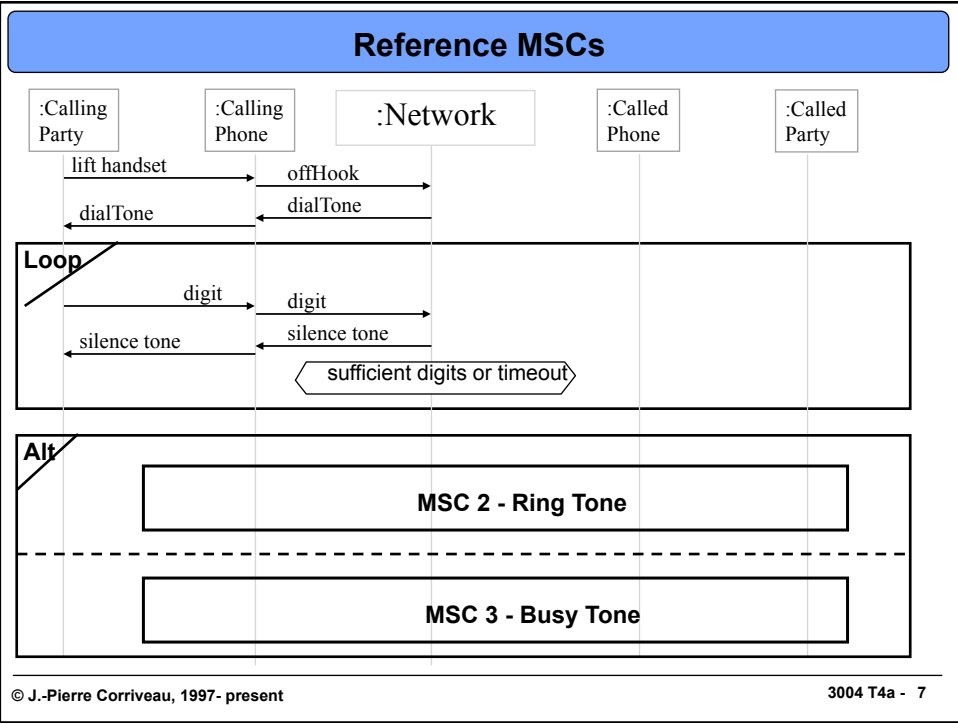 Reference MSCs
:Calling
Party
:Calling
Phone
:Network
:Called
Phone
:Called
Party
lift handset
offHook
dialTone
dialTone
Loop
digit
digit
silence tone
silence tone
sufficient digits or timeout
Alt
MSC 2 - Ring Tone
MSC 3 - Busy Tone
© J.-Pierre Corriveau, 1997- present
3004 T4a - 7